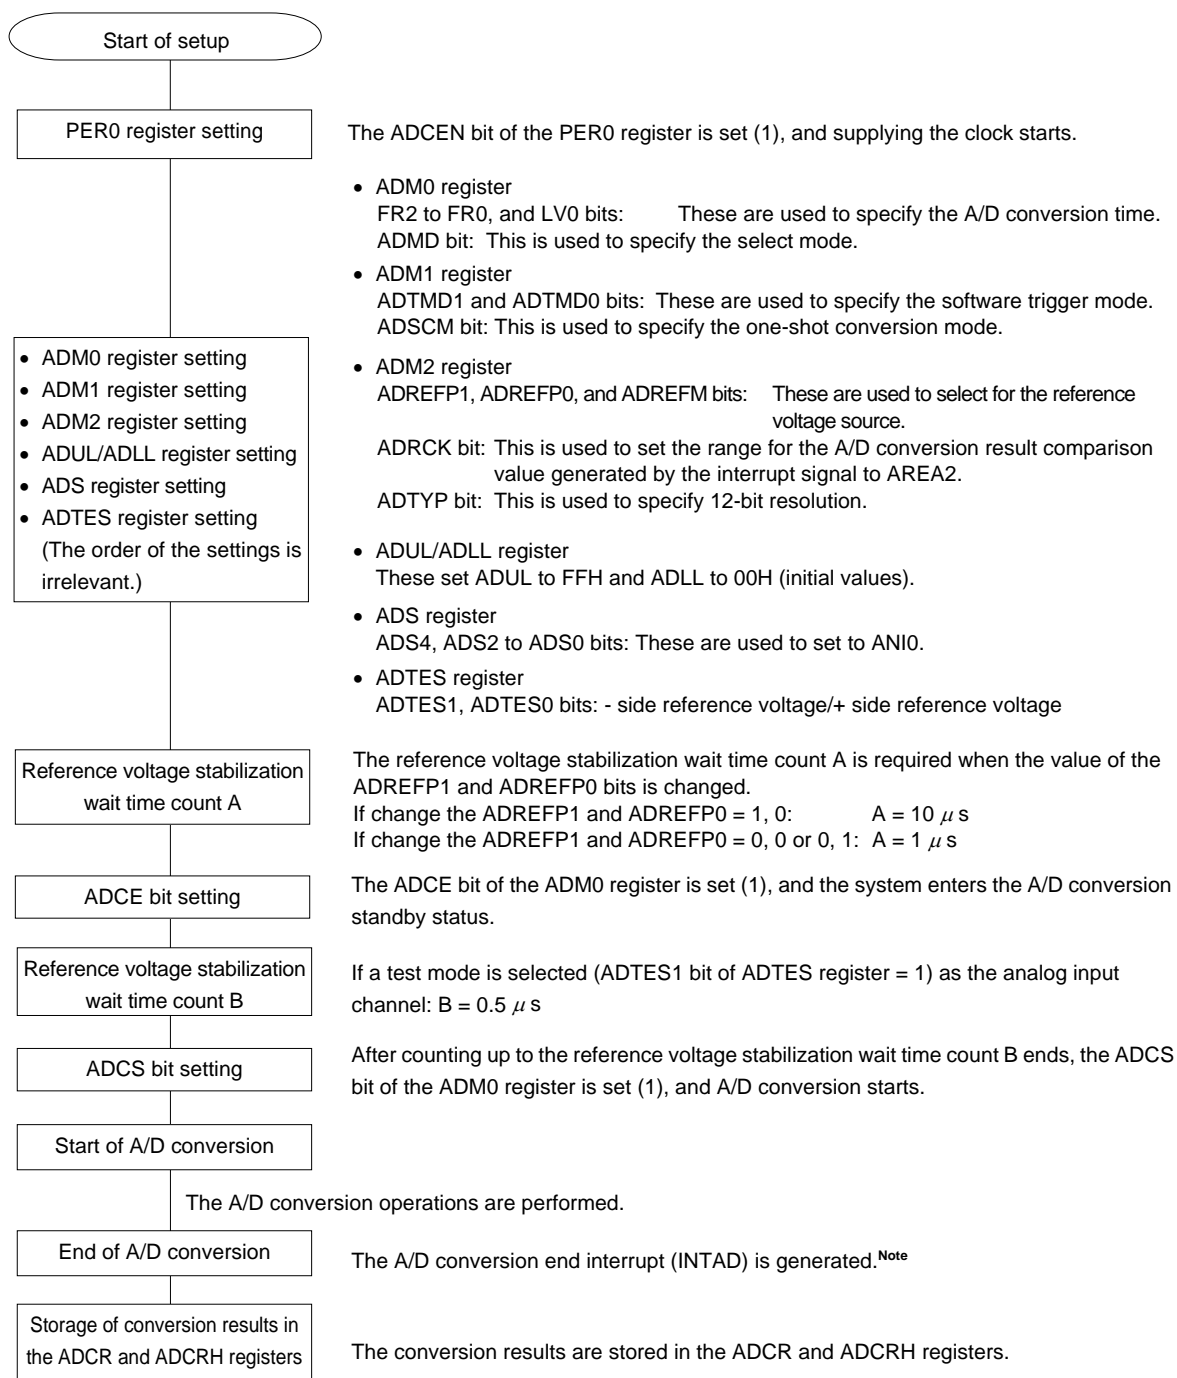 Start of setup
PER0 register setting
The ADCEN bit of the PER0 register is set (1), and supplying the clock starts.
• ADM0 register setting
• ADM1 register setting
• ADM2 register setting
• ADUL/ADLL register setting
• ADS register setting
• ADTES register setting
(The order of the settings is
irrelevant.)
• ADM0 register
FR2 to FR0, and LV0 bits: These are used to specify the A/D conversion time.
ADMD bit: This is used to specify the select mode.
• ADM1 register
ADTMD1 and ADTMD0 bits: These are used to specify the software trigger mode.
ADSCM bit: This is used to specify the one-shot conversion mode.
• ADM2 register
ADREFP1, ADREFP0, and ADREFM bits: These are used to select for the reference
voltage source.
ADRCK bit: This is used to set the range for the A/D conversion result comparison
value generated by the interrupt signal to AREA2.
ADTYP bit: This is used to specify 12-bit resolution.
• ADUL/ADLL register
These set ADUL to FFH and ADLL to 00H (initial values).
• ADS register
ADS4, ADS2 to ADS0 bits: These are used to set to ANI0.
• ADTES register
ADTES1, ADTES0 bits: - side reference voltage/+ side reference voltage
Reference voltage stabilization
wait time count A
The reference voltage stabilization wait time count A is required when the value of the
ADREFP1 and ADREFP0 bits is changed.
If change the ADREFP1 and ADREFP0 = 1, 0: A = 10 μ s
If change the ADREFP1 and ADREFP0 = 0, 0 or 0, 1: A = 1 μ s
ADCE bit setting
The ADCE bit of the ADM0 register is set (1), and the system enters the A/D conversion
standby status.
Reference voltage stabilization
wait time count B
If a test mode is selected (ADTES1 bit of ADTES register = 1) as the analog input
channel: B = 0.5 μ s
ADCS bit setting
After counting up to the reference voltage stabilization wait time count B ends, the ADCS
bit of the ADM0 register is set (1), and A/D conversion starts.
Start of A/D conversion
The A/D conversion operations are performed.
End of A/D conversion
The A/D conversion end interrupt (INTAD) is generated.Note
Storage of conversion results in
the ADCR and ADCRH registers
The conversion results are stored in the ADCR and ADCRH registers.